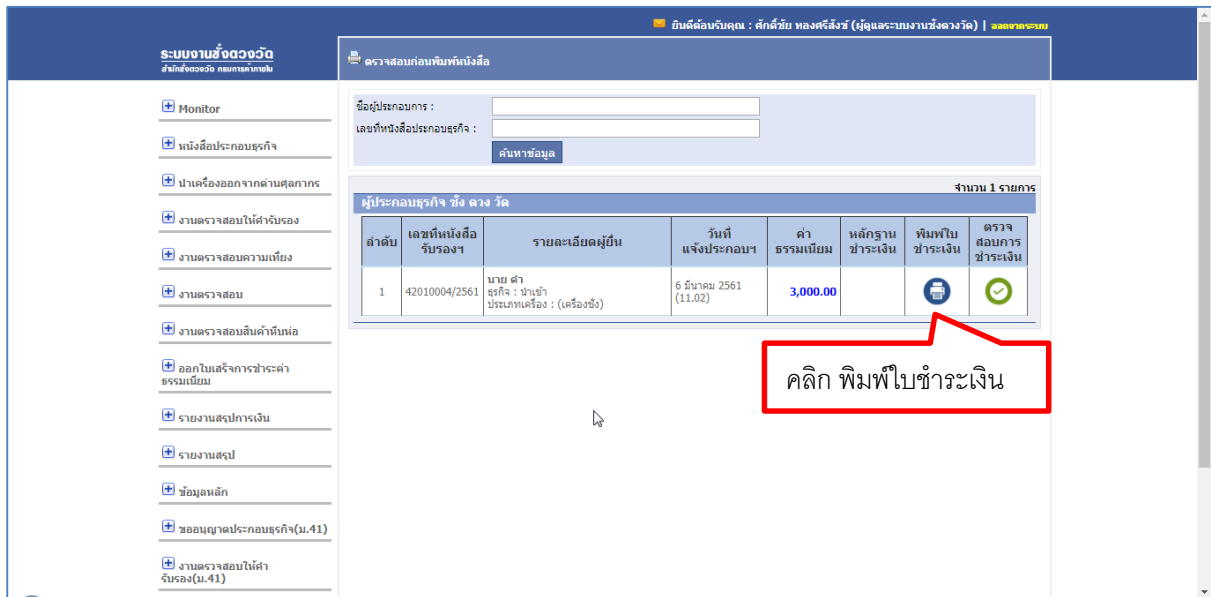 ยินดีต้อนรับคุณ : ศักดิ์ชัย ทองศรีสังข์ (ผู้ดูแลระบบงานชั่งตวงวัด) | ออกจากระบบ
ระบบงานชั่งตวงวัด
สำนักชั่งตวงวัด กรมการค้าภายใน
ตรวจสอบก่อนพิมพ์หนังสือ
Monitor
หนังสือประกอบธุรกิจ
นำเครื่องออกจากด่านศุลกากร
งานตรวจสอบให้คำรับรอง
งานตรวจสอบความเที่ยง
งานตรวจสอบ
งานตรวจสอบสินค้าหีบห่อ
ออกใบเสร็จการชำระค่า
ธรรมเนียม
รายงานสรุปการเงิน
รายงานสรุป
ข้อมูลหลัก
ขออนุญาตประกอบธุรกิจ(ม.41)
งานตรวจสอบให้คำ
รับรอง(ม.41)
ชื่อผู้ประกอบการ :
เลขที่หนังสือประกอบธุรกิจ :
ค้นหาข้อมูล
จำนวน 1 รายการ
ผู้ประกอบธุรกิจ ชั่ง ตวง วัด
ลำดับ เลขที่หนังสือ รับรองฯ รายละเอียดผู้ยื่น วันที่ แจ้งประกอบฯ ค่า ธรรมเนียม หลักฐาน ชำระเงิน พิมพ์ใบ ชำระเงิน ตรวจ สอบการ ชำระเงิน
1 42010004/2561 นาย ดำ 6 มีนาคม 2561 3,000.00
ธุรกิจ : นำเข้า (11.02)
ประเภทเครื่อง : (เครื่องชั่ง)
คลิก พิมพ์ใบชำระเงิน